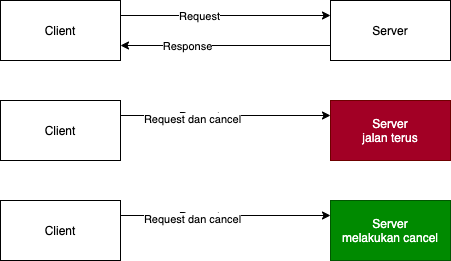 Client
Request
Response
Server
Client
Request dan cancel
Server
jalan terus
Client
Request dan cancel
Server
melakukan cancel